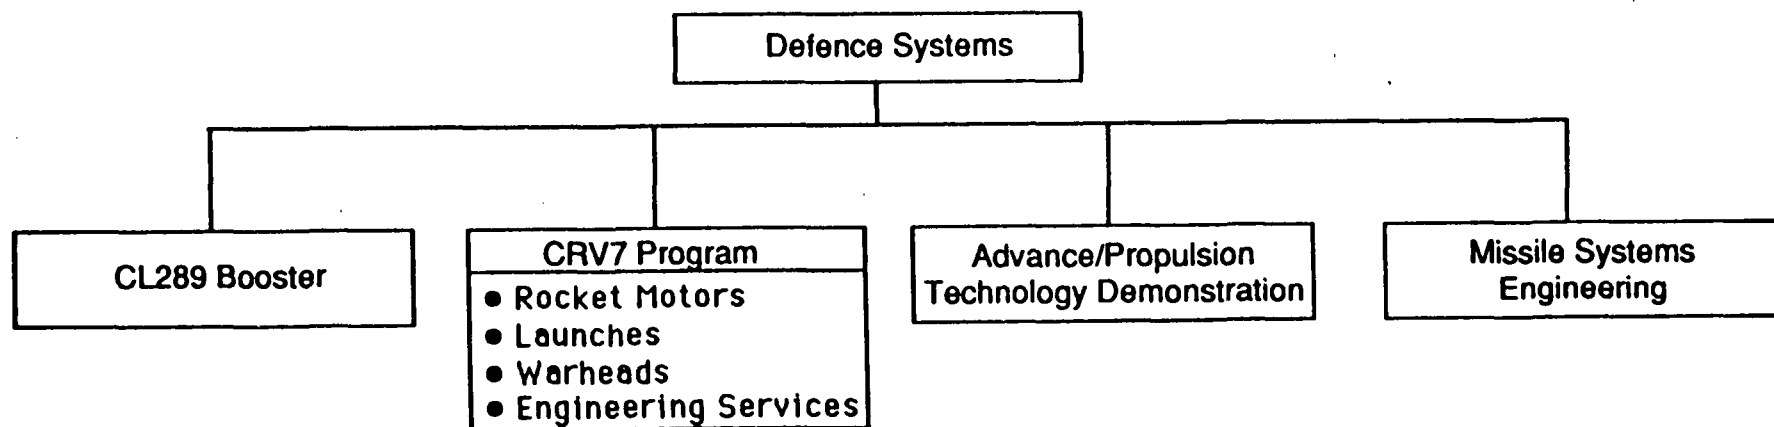 Defence Systems
CL289 Booster
CRV7 Program
● Rocket Motors
● Launches
● Warheads
● Engineering Services
Advance/Propulsion
Technology Demonstration
Missile Systems
Engineering